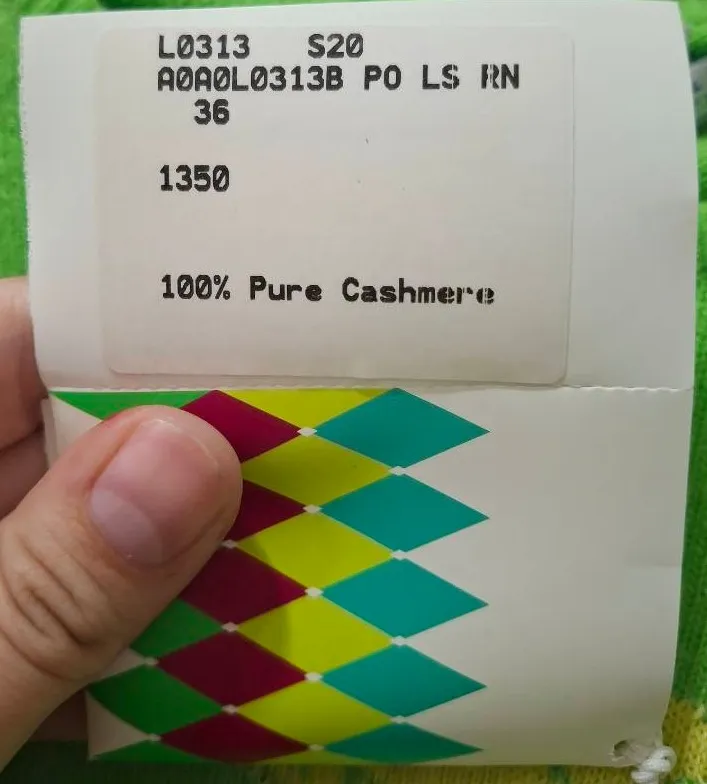 L0313 S20
A0A0L0313B PO LS RN
36
1350
100% Pure Cashmere